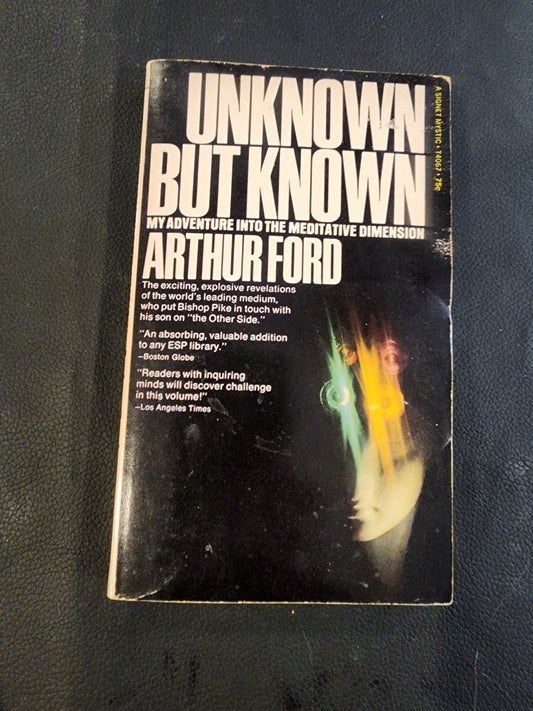 UNKNOWN
BUT KNOWN
MY ADVENTURE INTO THE MEDITATIVE DIMENSION
ARTHUR FORD
The exciting, explosive revelations
of the world's leading medium,
who put Bishop Pike in touch with
his son on "the Other Side."
"An absorbing, valuable addition
to any ESP library."
—Boston Globe
"Readers with inquiring
minds will discover challenge
in this volume!"
—Los Angeles Times
A SIGNET MYSTIC • T4067 • 75¢